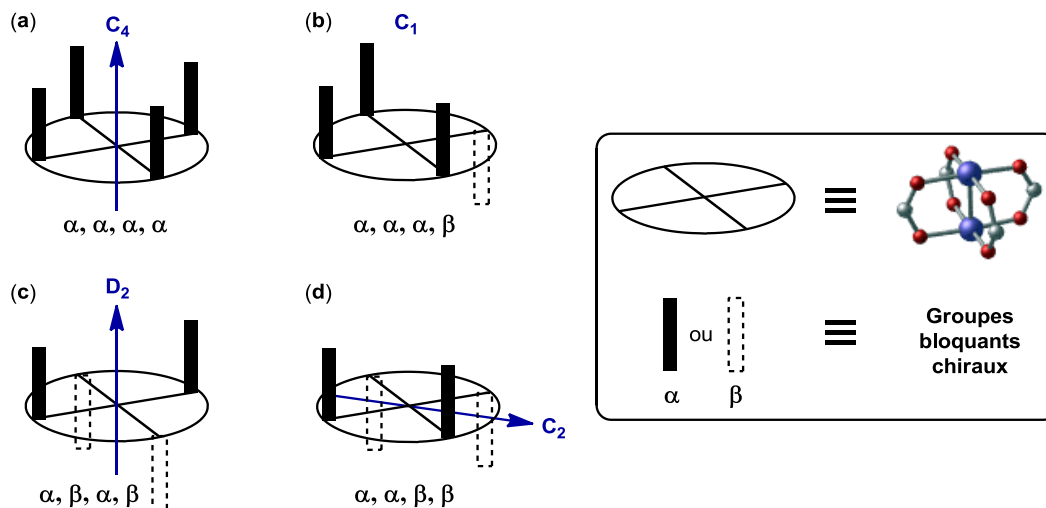 (a)
C4
α, α, α, α
(b)
C1
α, α, α, β
(c)
D2
α, β, α, β
(d)
C2
α, α, β, β
ou
α
β
Groupes
bloquants
chiraux